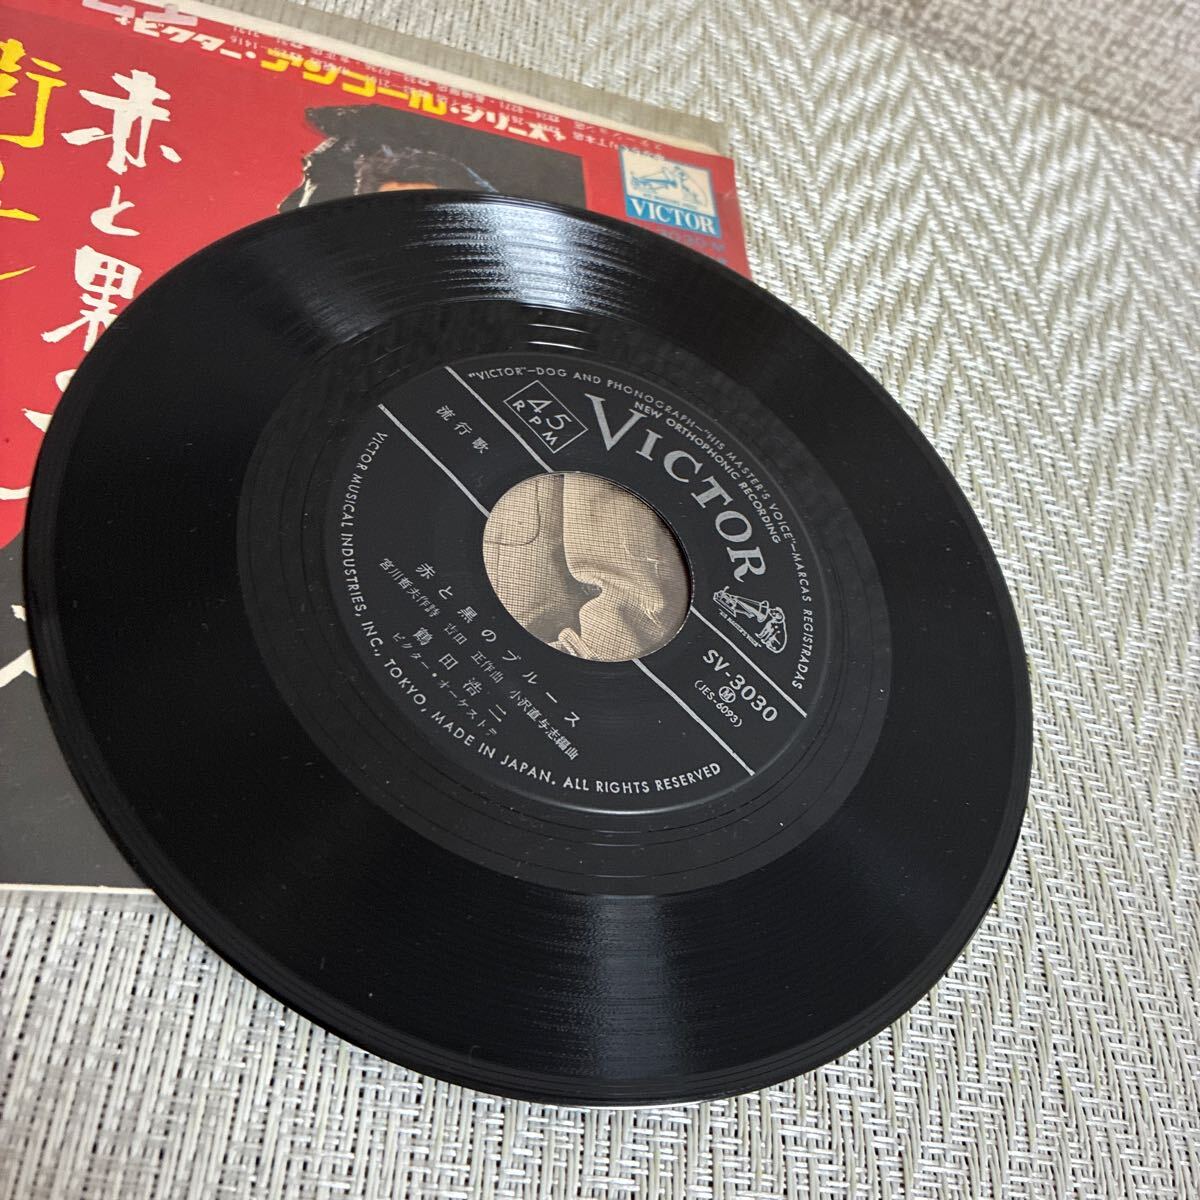 ビクター・アンコール・シリーズ
赤と黒
街
VICTOR
"VICTOR"—DOG AND PHONOGRAPH—"HIS MASTER'S VOICE"—MARCAS REGISTRADAS
NEW ORTHOPHONIC RECORDING
VICTOR
45
RPM
流行歌
SV-3030
M
(JES-6093)
赤と黒のブルース
宮川哲夫作詩 吉田 正作曲 小沢直与志編曲
鶴田浩二
ビクター・オーケストラ
VICTOR MUSICAL INDUSTRIES, INC., TOKYO, MADE IN JAPAN. ALL RIGHTS RESERVED